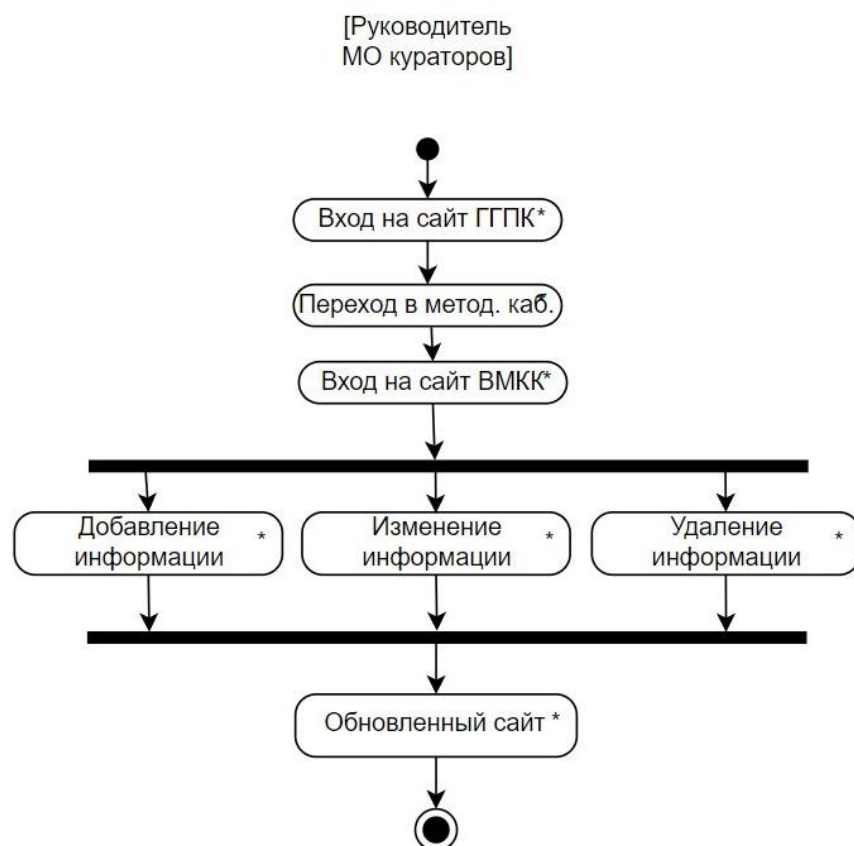 [Руководитель
МО кураторов]
Вход на сайт ГГПК*
Переход в метод. каб.*
Вход на сайт ВМКК*
Добавление
информации *
Изменение
информации *
Удаление
информации *
Обновленный сайт *